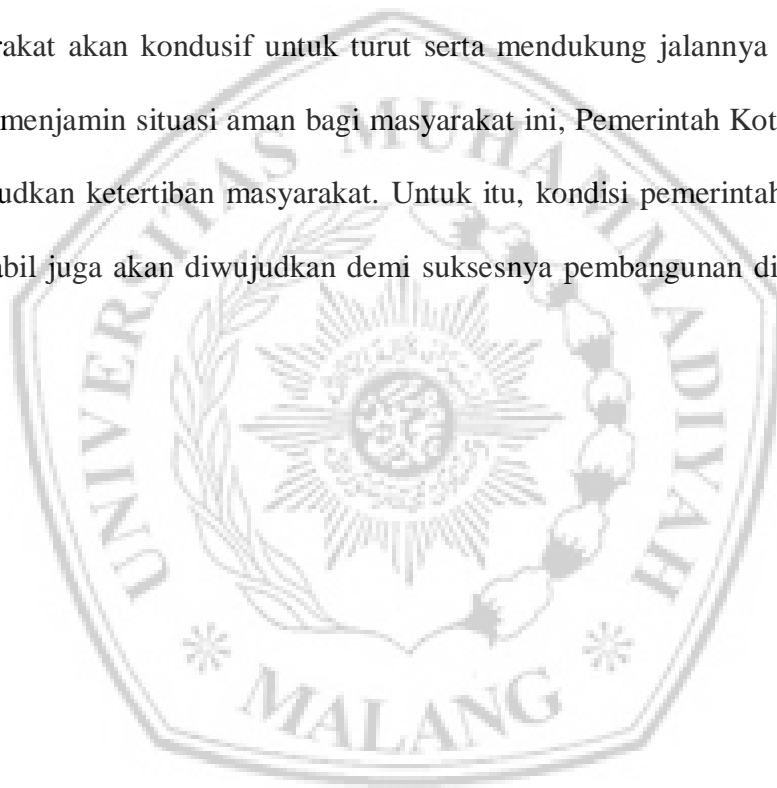 rakat akan kondusif untuk turut serta mendukung jalannya
menjamin situasi aman bagi masyarakat ini, Pemerintah Kot
udkan ketertiban masyarakat. Untuk itu, kondisi pemerintah
abil juga akan diwujudkan demi suksesnya pembangunan di
UNIVERSITAS MUHAMMADIYAH
MALANG